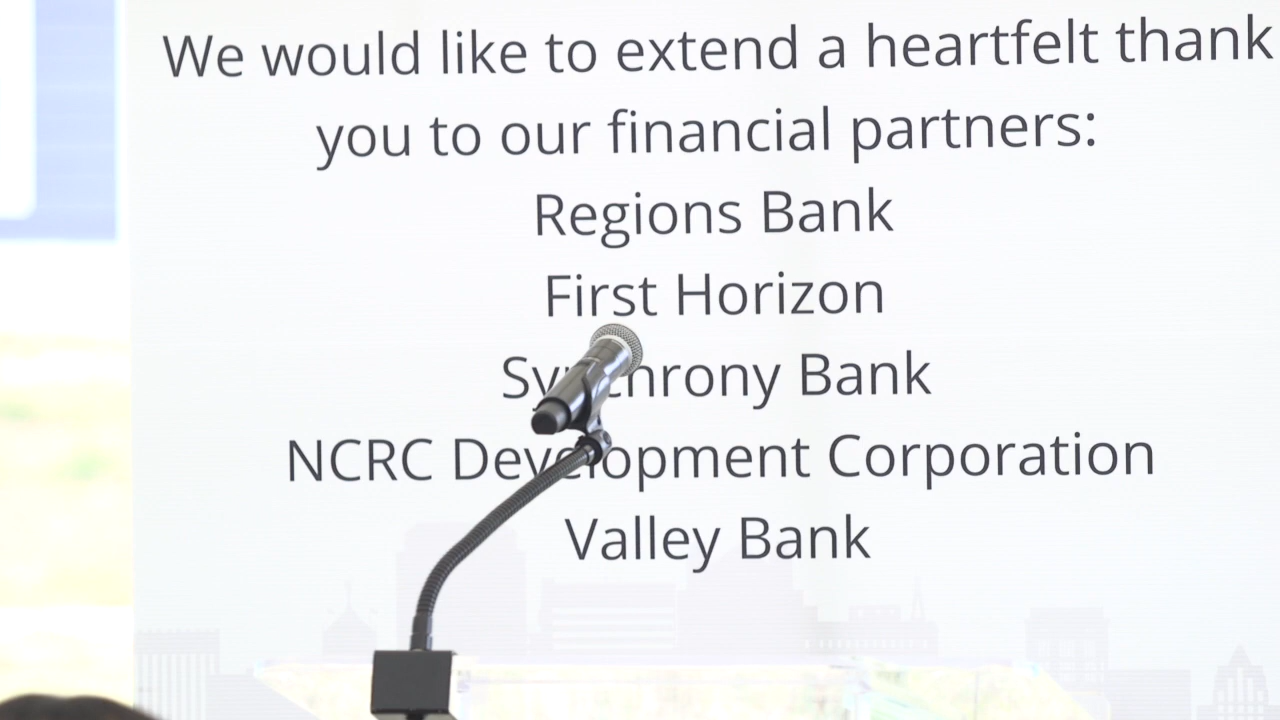 We would like to extend a heartfelt thank
you to our financial partners:
Regions Bank
First Horizon
Synchrony Bank
NCRC Development Corporation
Valley Bank